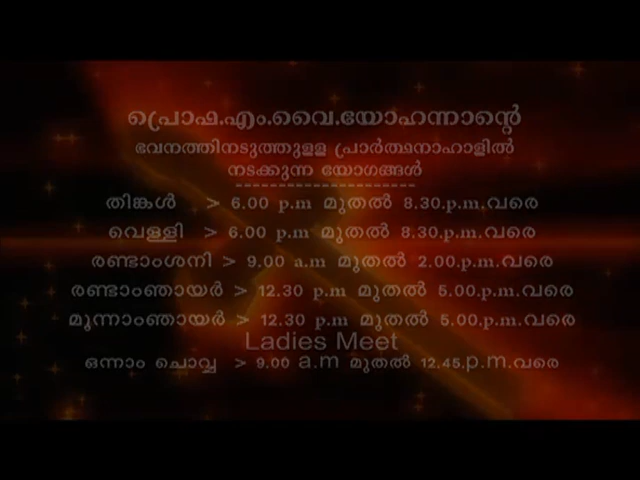 പ്രൊഫ.എം.വൈ.യോഹന്നാന്റെ
ഭവനത്തിനടുത്തുളള പ്രാർത്ഥനാഹാളിൽ
നടക്കുന്ന യോഗങ്ങൾ
---------------------
തിങ്കൾ > 6.00 p.m മുതൽ 8.30.p.m.വരെ
വെള്ളി > 6.00 p.m മുതൽ 8.30.p.m.വരെ
രണ്ടാംശനി > 9.00 a.m മുതൽ 2.00.p.m.വരെ
രണ്ടാംഞായർ > 12.30 p.m മുതൽ 5.00.p.m.വരെ
മൂന്നാംഞായർ > 12.30 p.m മുതൽ 5.00.p.m.വരെ
Ladies Meet
ഒന്നാം ചൊവ്വ > 9.00 a.m മുതൽ 12.45.p.m.വരെ